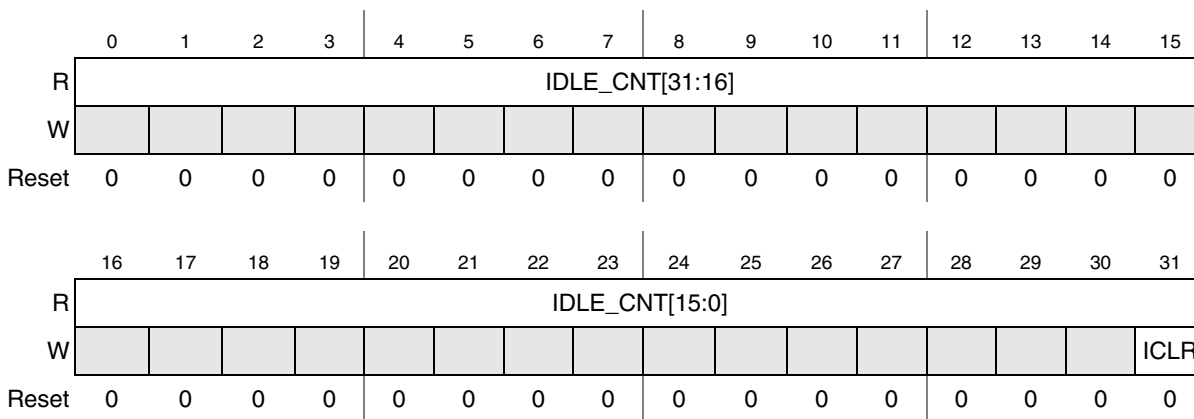 0 1 2 3 4 5 6 7 8 9 10 11 12 13 14 15
R IDLE_CNT[31:16]
W
Reset 0 0 0 0 0 0 0 0 0 0 0 0 0 0 0 0
16 17 18 19 20 21 22 23 24 25 26 27 28 29 30 31
R IDLE_CNT[15:0]
W ICLR
Reset 0 0 0 0 0 0 0 0 0 0 0 0 0 0 0 0